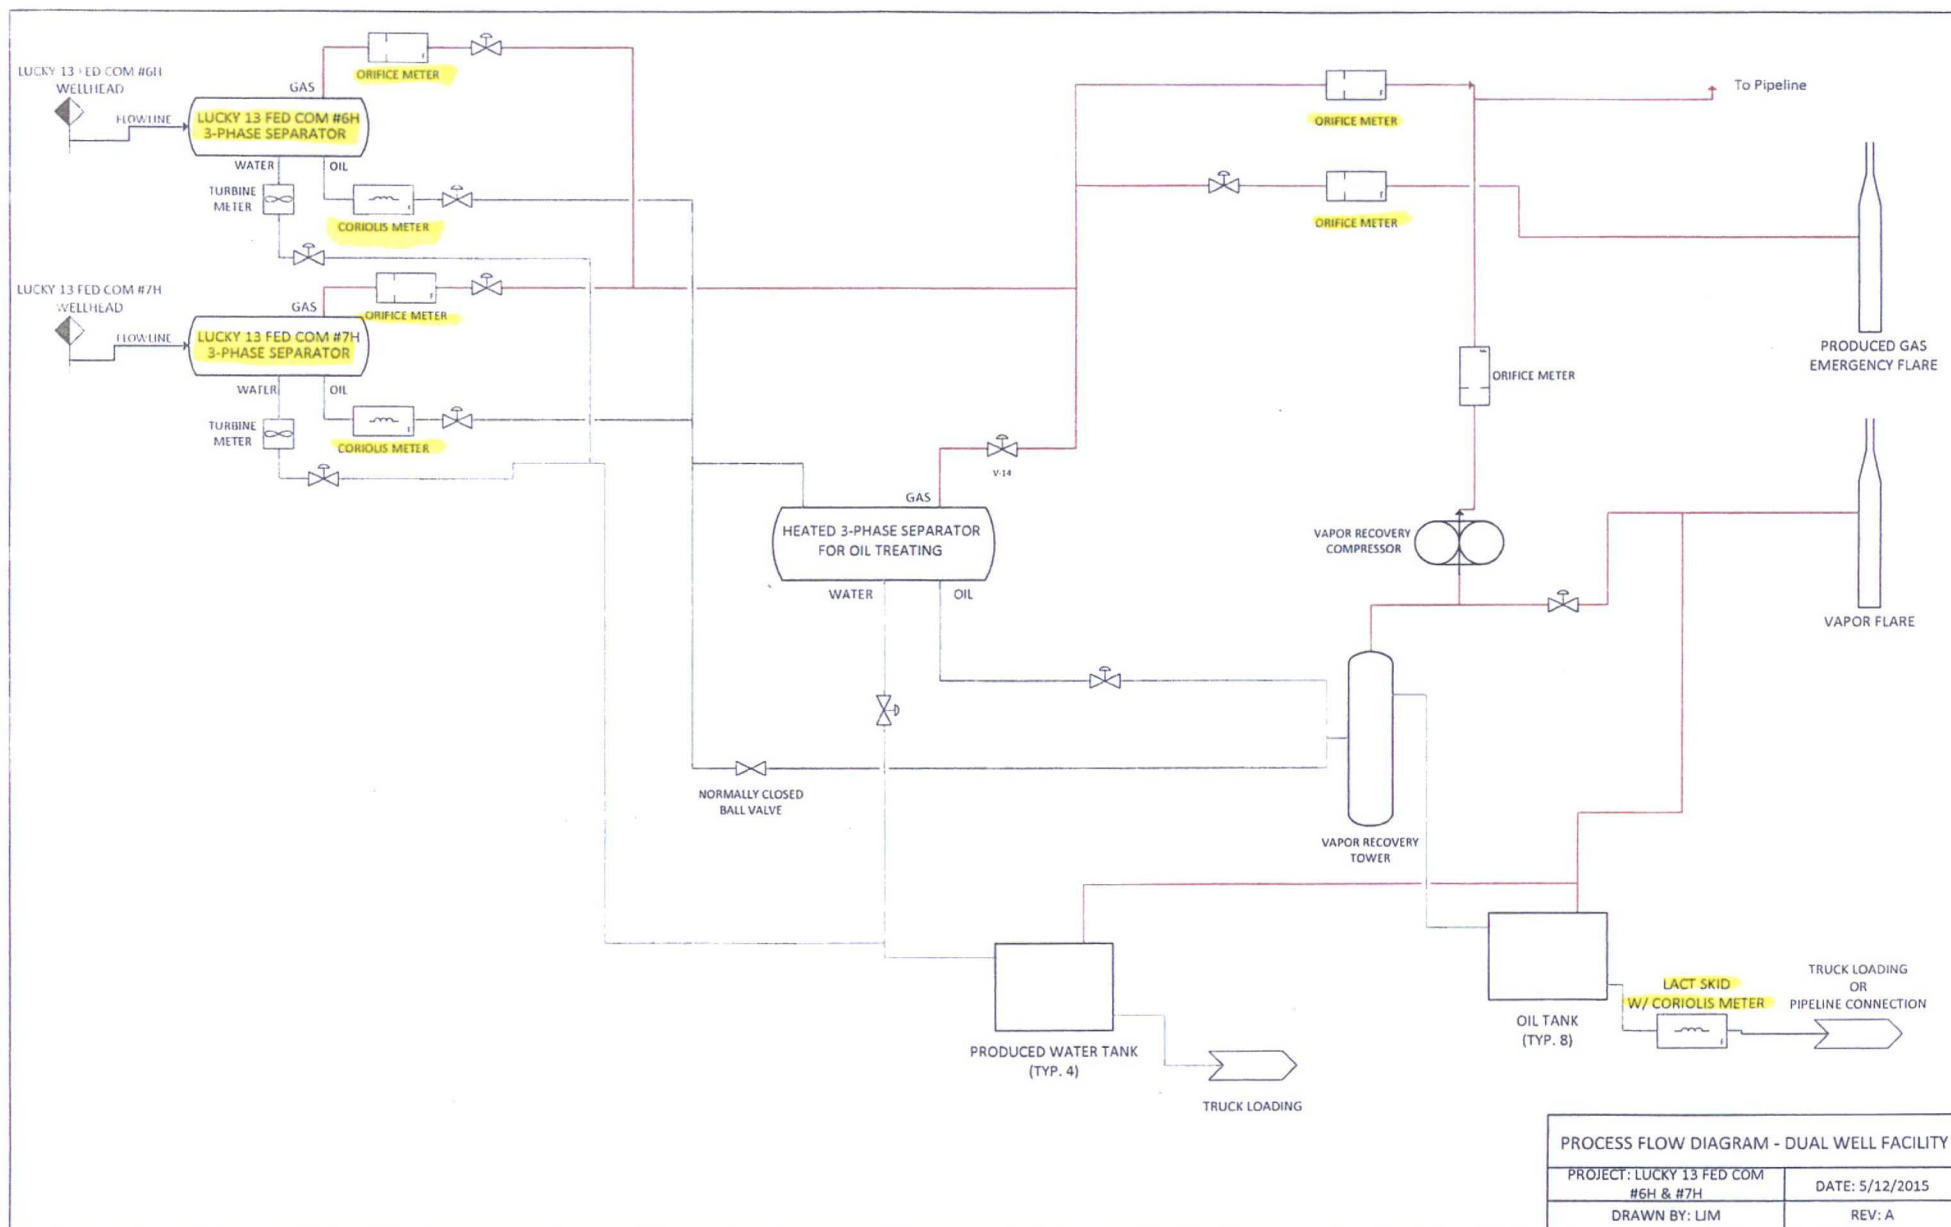 LUCKY 13 FED COM #6H
WELLHEAD
FLOWLINE
GAS
LUCKY 13 FED COM #6H
3-PHASE SEPARATOR
WATER
OIL
TURBINE
METER
ORIFICE METER
CORIOLIS METER
LUCKY 13 FED COM #7H
WELLHEAD
FLOWLINE
GAS
LUCKY 13 FED COM #7H
3-PHASE SEPARATOR
WATER
OIL
TURBINE
METER
ORIFICE METER
CORIOLIS METER
ORIFICE METER
To Pipeline
ORIFICE METER
PRODUCED GAS
EMERGENCY FLARE
ORIFICE METER
V-14
GAS
HEATED 3-PHASE SEPARATOR
FOR OIL TREATING
WATER
OIL
VAPOR RECOVERY
COMPRESSOR
VAPOR FLARE
NORMALLY CLOSED
BALL VALVE
VAPOR RECOVERY
TOWER
PRODUCED WATER TANK
(TYP. 4)
TRUCK LOADING
OIL TANK
(TYP. 8)
LACT SKID
W/ CORIOLIS METER
TRUCK LOADING
OR
PIPELINE CONNECTION
PROCESS FLOW DIAGRAM - DUAL WELL FACILITY
PROJECT: LUCKY 13 FED COM
#6H & #7H
DATE: 5/12/2015
DRAWN BY: LJM
REV: A